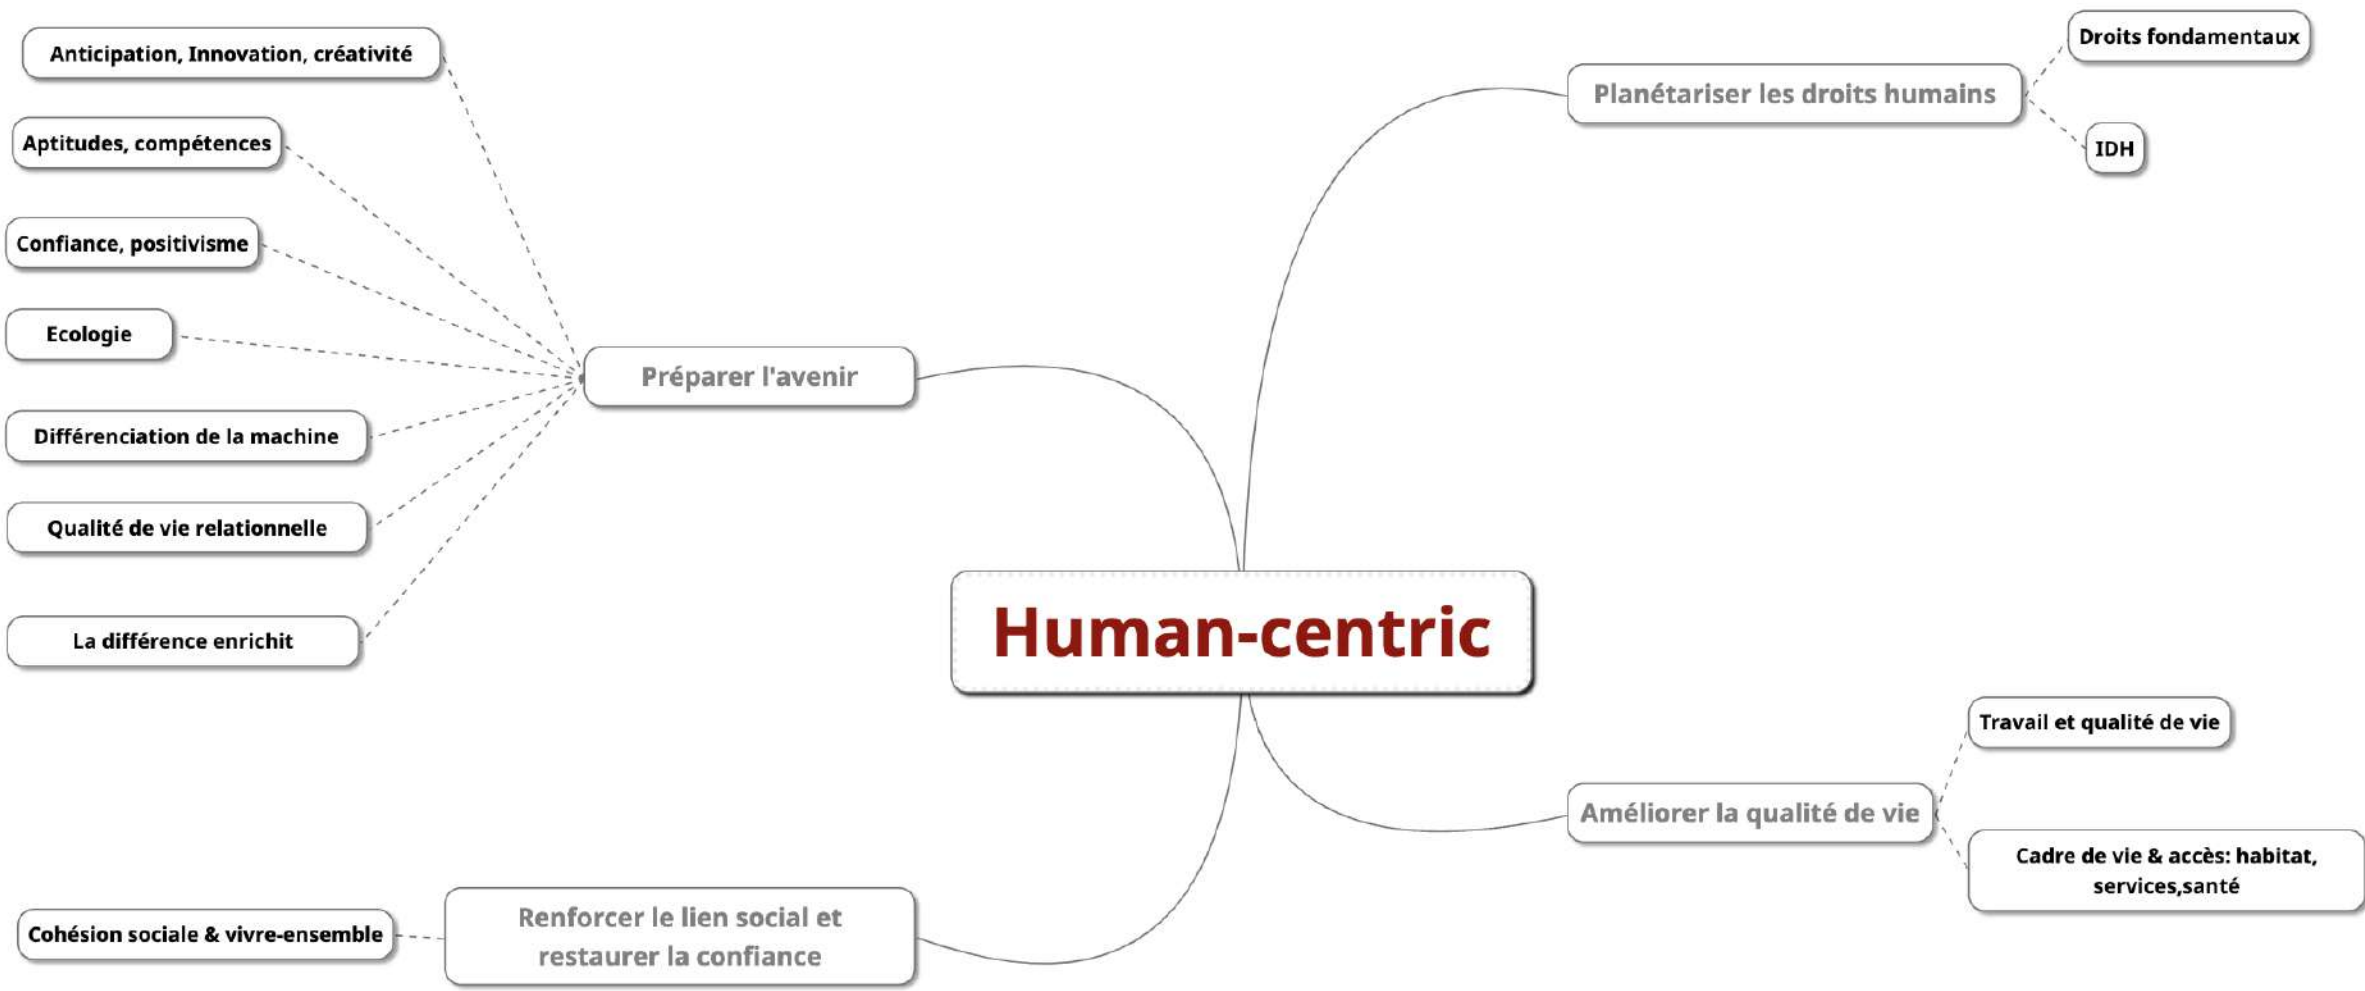 Anticipation, Innovation, créativité
Aptitudes, compétences
Confiance, positivisme
Ecologie
Différenciation de la machine
Qualité de vie relationnelle
La différence enrichit
Préparer l'avenir
Planétariser les droits humains
Droits fondamentaux
IDH
Human-centric
Travail et qualité de vie
Améliorer la qualité de vie
Cadre de vie & accès: habitat,
services,santé
Renforcer le lien social et
restaurer la confiance
Cohésion sociale & vivre-ensemble